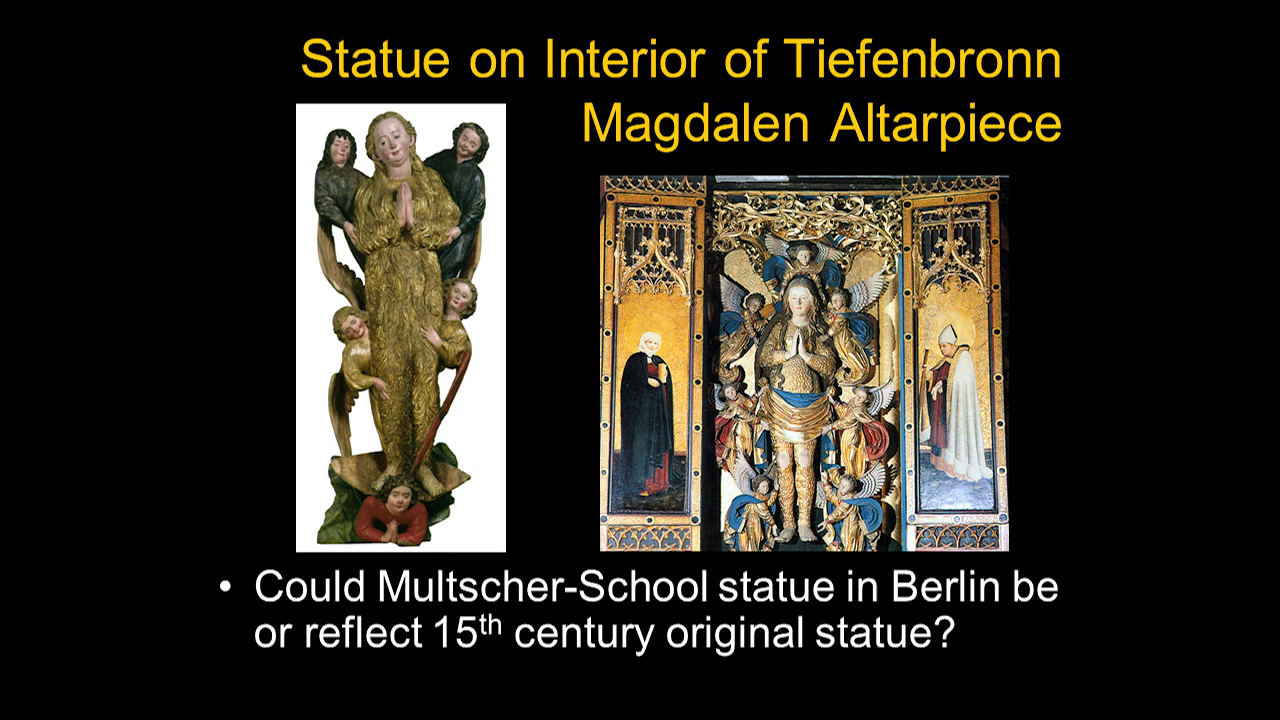 Statue on Interior of Tiefenbronn
Magdalen Altarpiece
• Could Multscher-School statue in Berlin be
or reflect 15th century original statue?